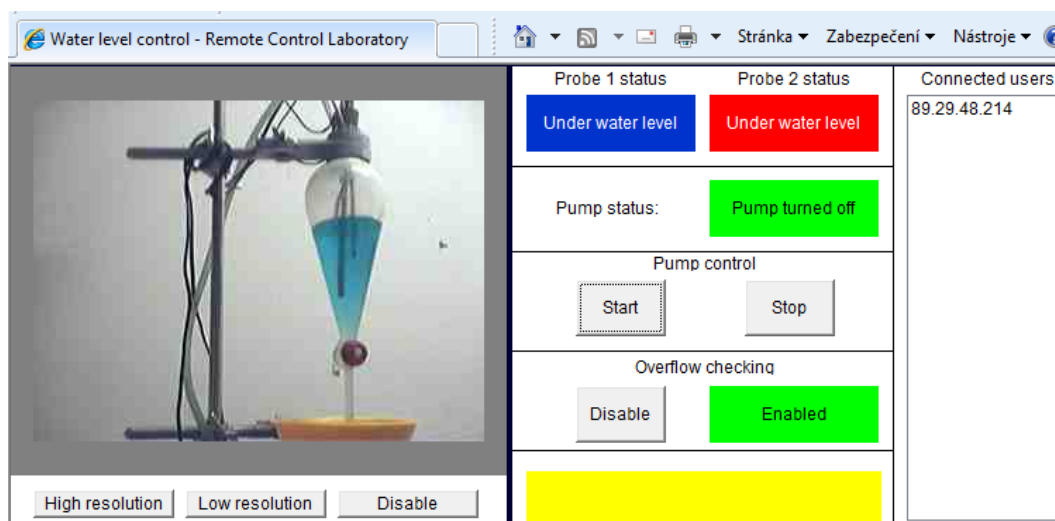 Water level control - Remote Control Laboratory
Stránka Zabezpečení Nástroje
Probe 1 status Probe 2 status Connected users
Under water level Under water level 89.29.48.214
Pump status: Pump turned off
Pump control
Start Stop
Overflow checking
Disable Enabled
High resolution Low resolution Disable